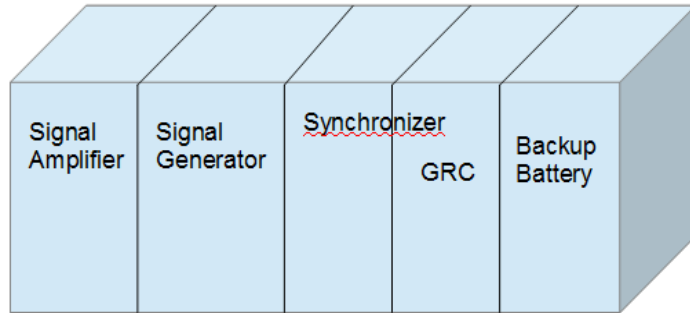 Signal
Amplifier
Signal
Generator
Synchronizer
GRC
Backup
Battery